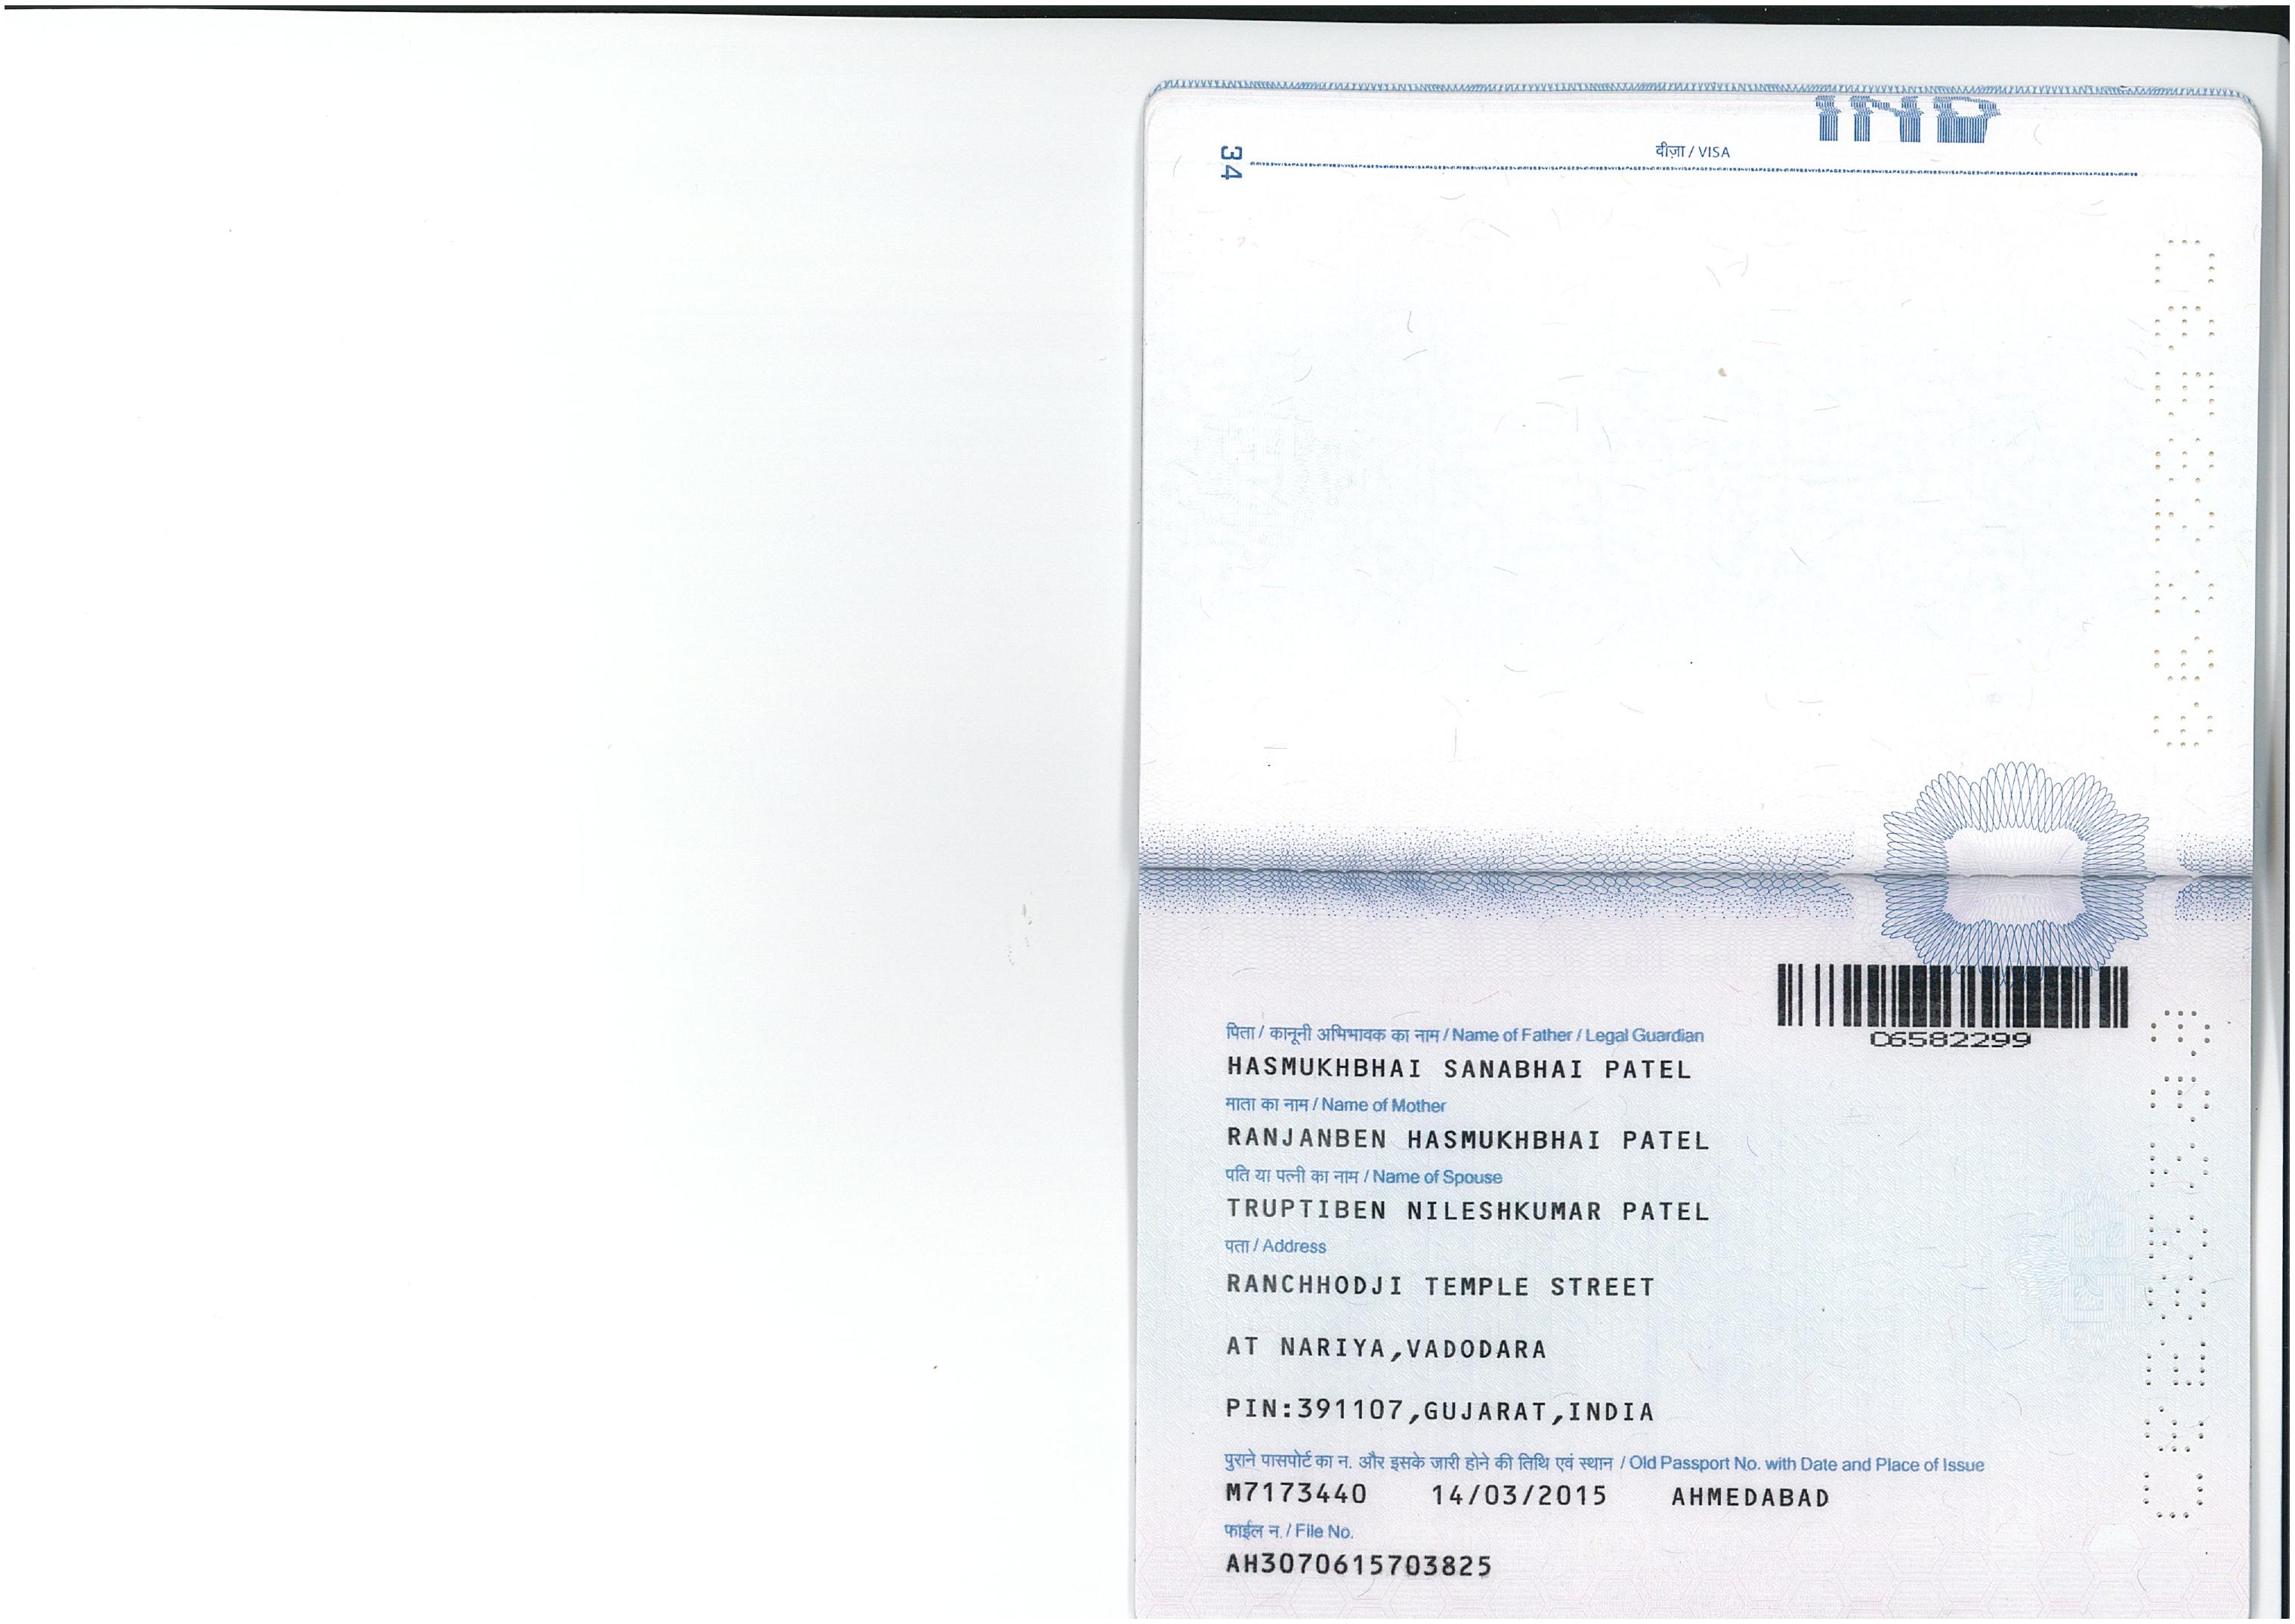 IND
34
वीज़ा / VISA
C6582299
पिता / कानूनी अभिभावक का नाम / Name of Father / Legal Guardian
HASMUKHBHAI SANABHAI PATEL
माता का नाम / Name of Mother
RANJANBEN HASMUKHBHAI PATEL
पति या पत्नी का नाम / Name of Spouse
TRUPTIBEN NILESHKUMAR PATEL
पता / Address
RANCHHODJI TEMPLE STREET
AT NARIYA,VADODARA
PIN:391107,GUJARAT,INDIA
पुराने पासपोर्ट का न. और इसके जारी होने की तिथि एवं स्थान / Old Passport No. with Date and Place of Issue
M7173440 14/03/2015 AHMEDABAD
फाईल न. / File No.
AH3070615703825